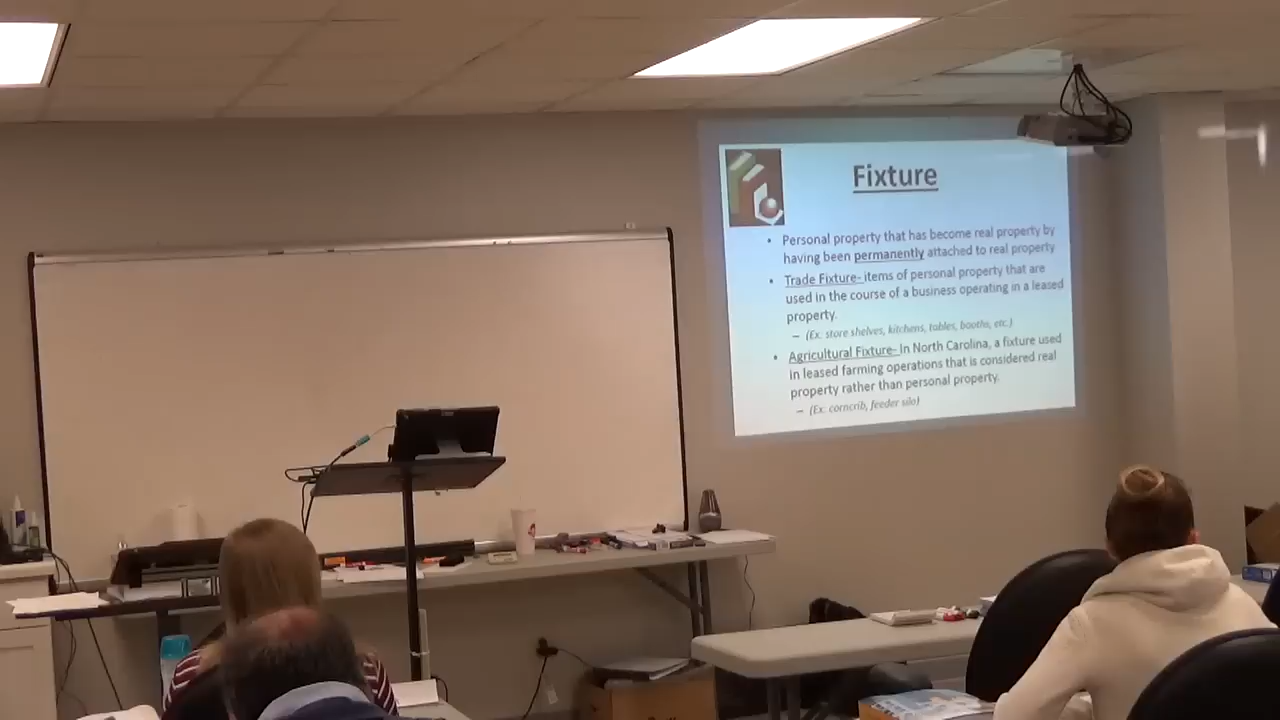 Fixture
• Personal property that has become real property by
having been permanently attached to real property
• Trade Fixture- items of personal property that are
used in the course of a business operating in a leased
property.
– (Ex. store shelves, kitchens, tables, booths, etc.)
• Agricultural Fixture- In North Carolina, a fixture used
in leased farming operations that is considered real
property rather than personal property.
– (Ex. corncrib, feeder silo)